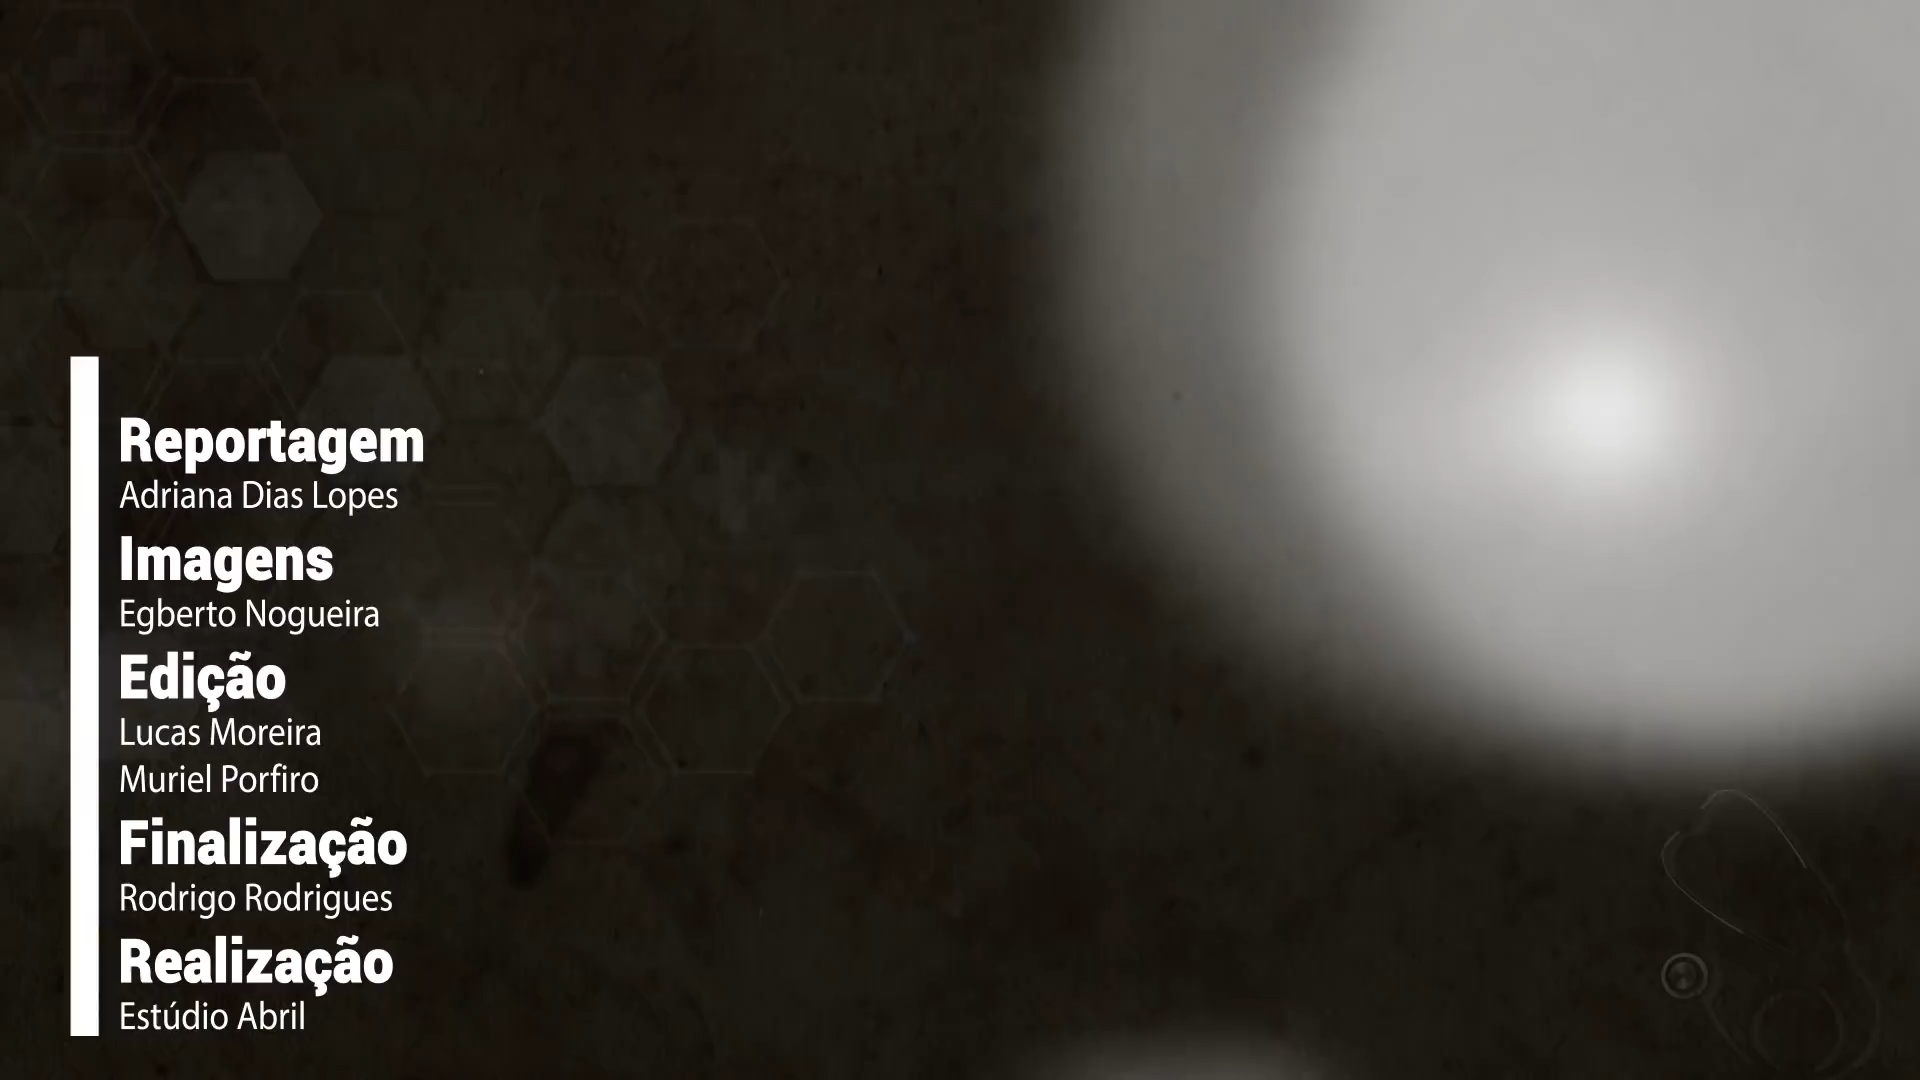 Reportagem
Adriana Dias Lopes
Imagens
Egberto Nogueira
Edição
Lucas Moreira
Muriel Porfiro
Finalização
Rodrigo Rodrigues
Realização
Estúdio Abril